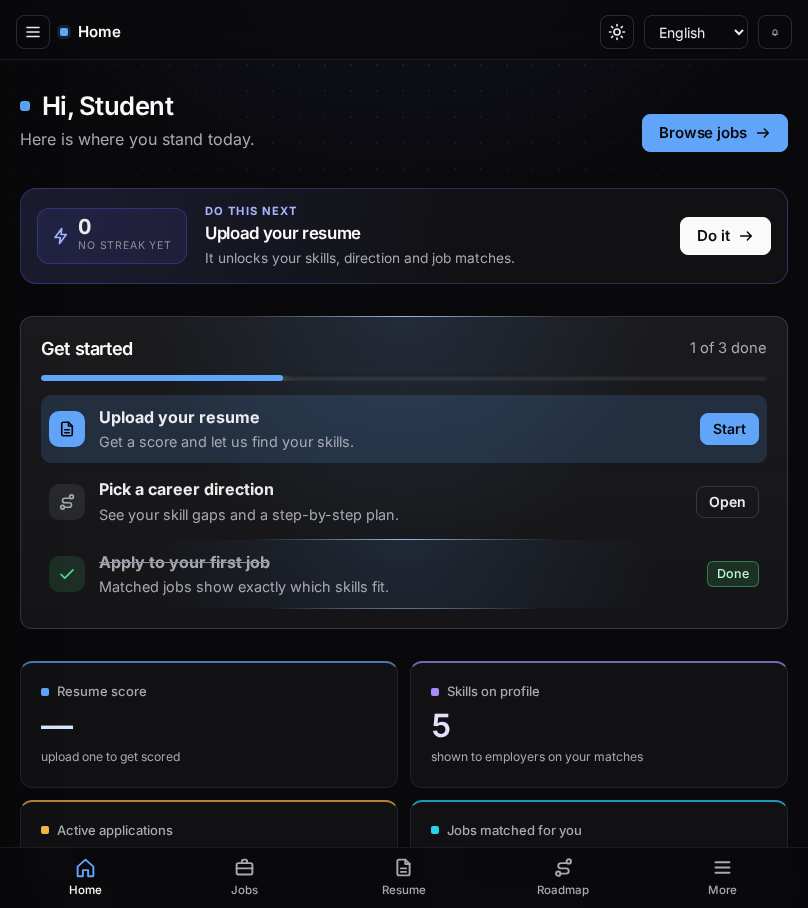 Home
English
Hi, Student
Here is where you stand today.
Browse jobs →
0
NO STREAK YET
DO THIS NEXT
Upload your resume
It unlocks your skills, direction and job matches.
Do it →
Get started
1 of 3 done
Upload your resume
Get a score and let us find your skills.
Start
Pick a career direction
See your skill gaps and a step-by-step plan.
Open
Apply to your first job
Matched jobs show exactly which skills fit.
Done
Resume score
—
upload one to get scored
Skills on profile
5
shown to employers on your matches
Active applications
Jobs matched for you
Home
Jobs
Resume
Roadmap
More